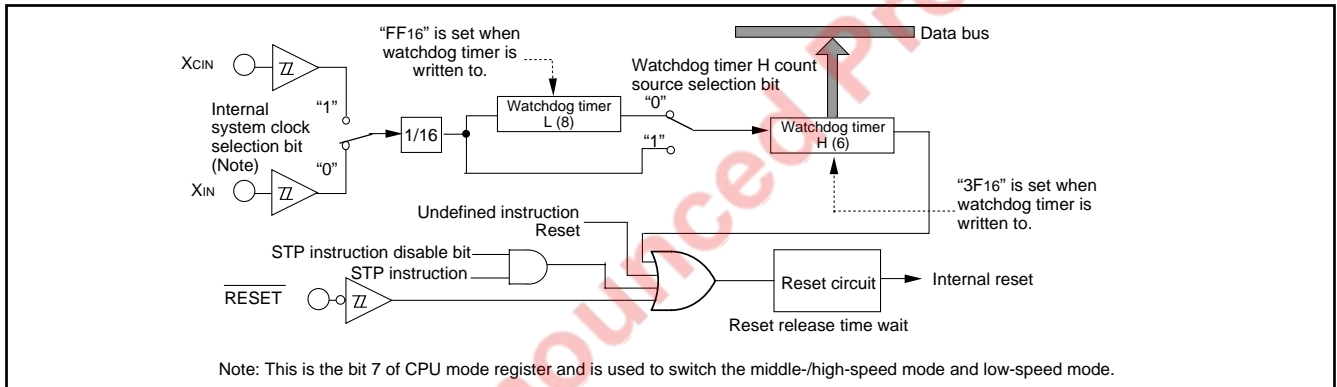 “FF16” is set when
watchdog timer is
written to.
Data bus
XCIN
Watchdog timer H count
source selection bit
“0”
Internal
system clock
selection bit
(Note)
“1”
“0”
1/16
Watchdog timer
L (8)
“1”
Watchdog timer
H (6)
XIN
“3F16” is set when
watchdog timer is
written to.
Undefined instruction
Reset
STP instruction disable bit
STP instruction
RESET
Reset circuit
Internal reset
Reset release time wait
Note: This is the bit 7 of CPU mode register and is used to switch the middle-/high-speed mode and low-speed mode.
ounced Pr